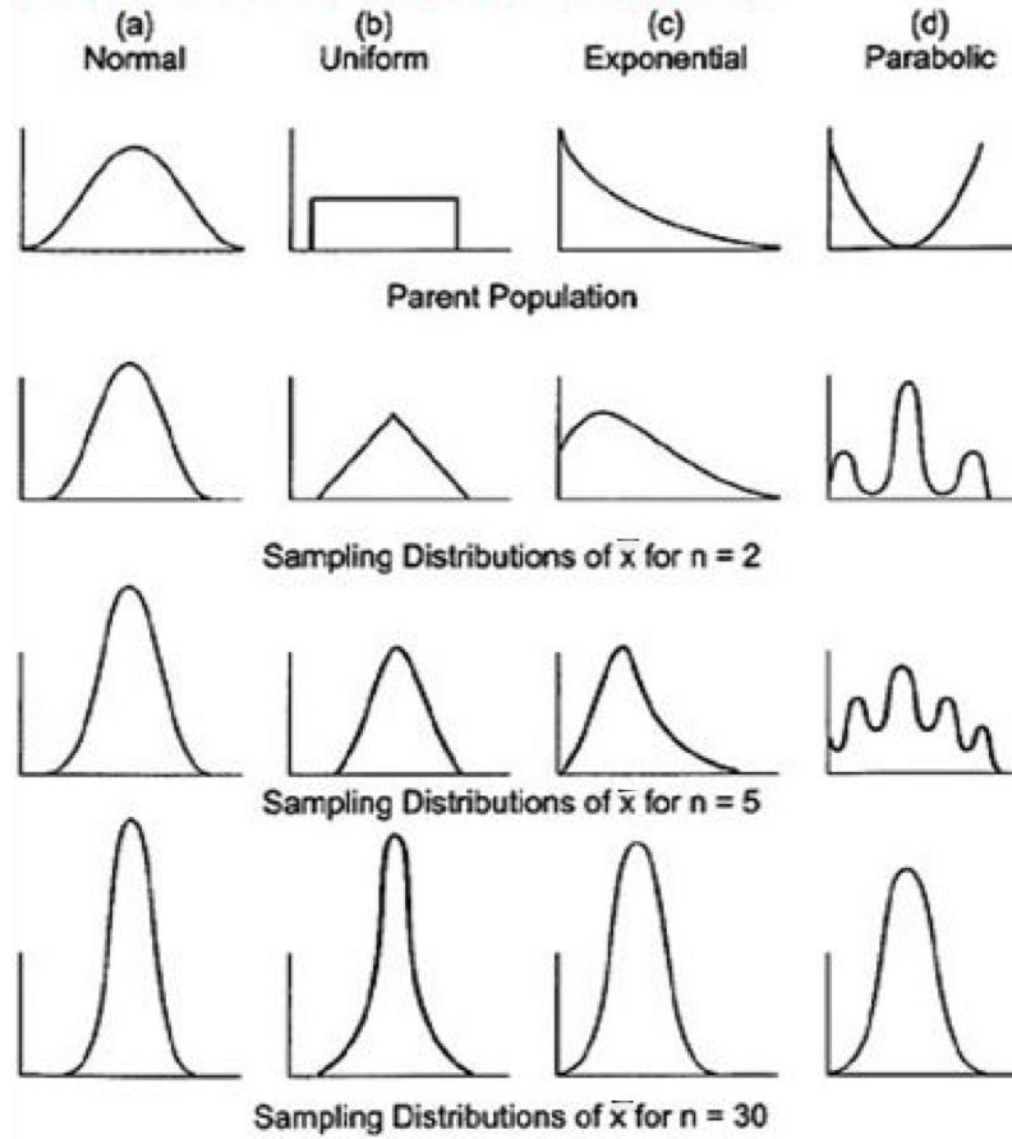 (a) (b) (c) (d)
Normal Uniform Exponential Parabolic
Parent Population
Sampling Distributions of x̄ for n = 2
Sampling Distributions of x̄ for n = 5
Sampling Distributions of x̄ for n = 30